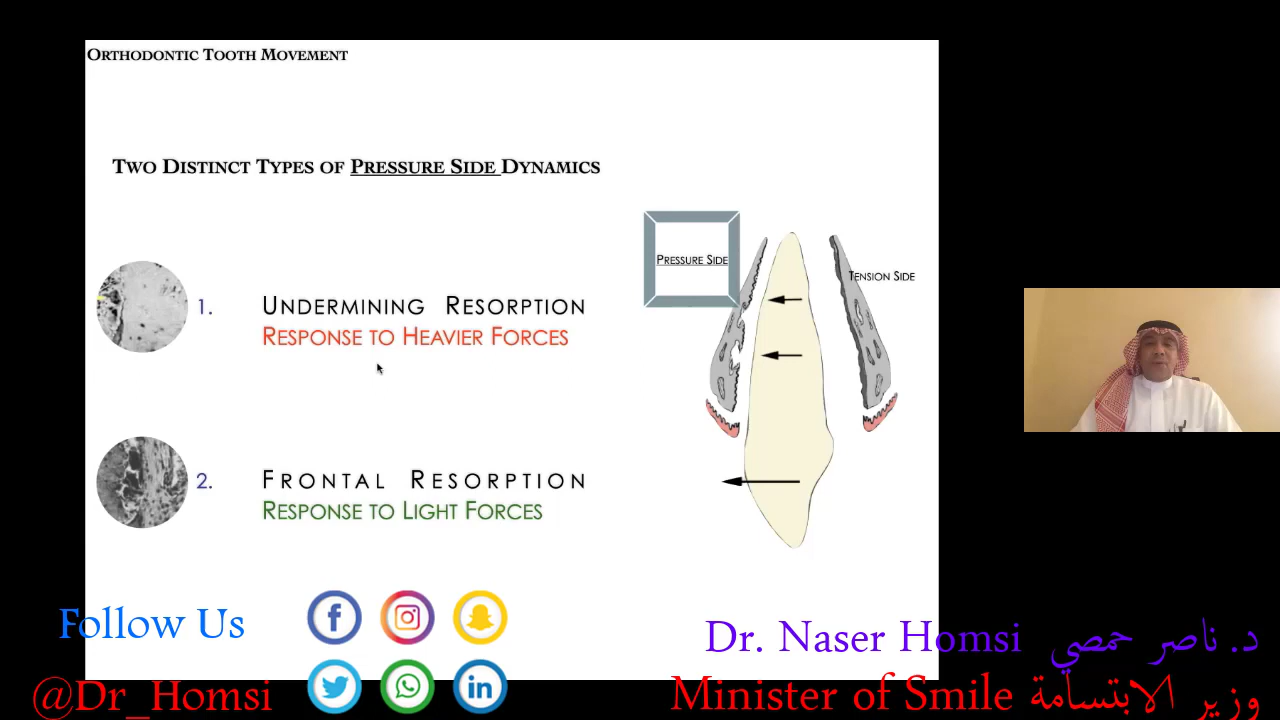 ORTHODONTIC TOOTH MOVEMENT
TWO DISTINCT TYPES OF PRESSURE SIDE DYNAMICS
PRESSURE SIDE
TENSION SIDE
1. UNDERMINING RESORPTION
RESPONSE TO HEAVIER FORCES
2. FRONTAL RESORPTION
RESPONSE TO LIGHT FORCES
Follow Us
@Dr_Homsi
Dr. Naser Homsi د. ناصر حمصي
Minister of Smile وزير الابتسامة